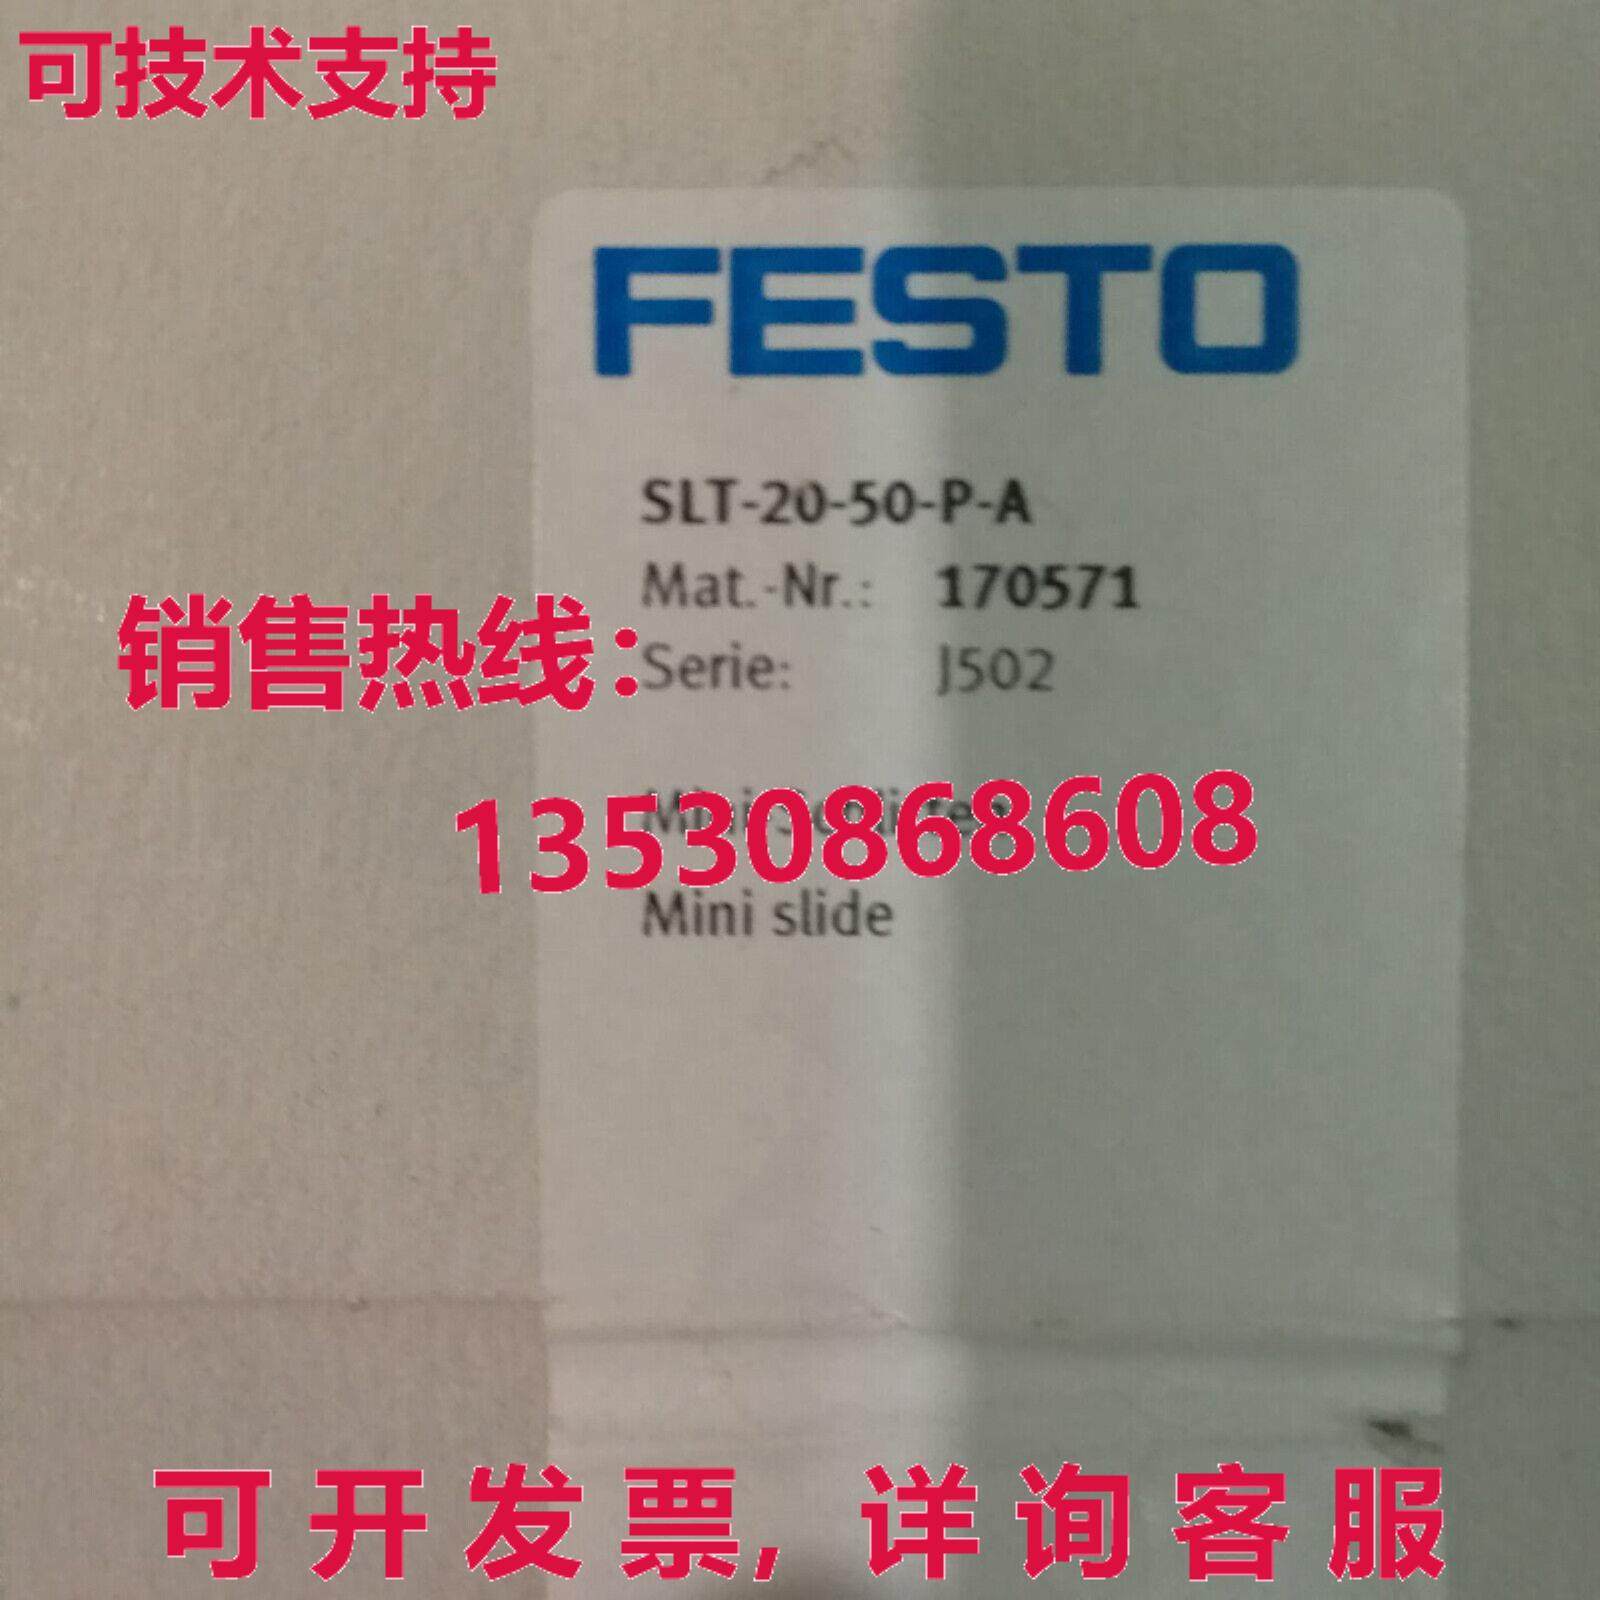 可技术支持
FESTO
SLT-20-50-P-A
Mat.-Nr.: 170571
销售热线:
Serie: J502
13530868608
Mini slide
可开发票, 详询客服